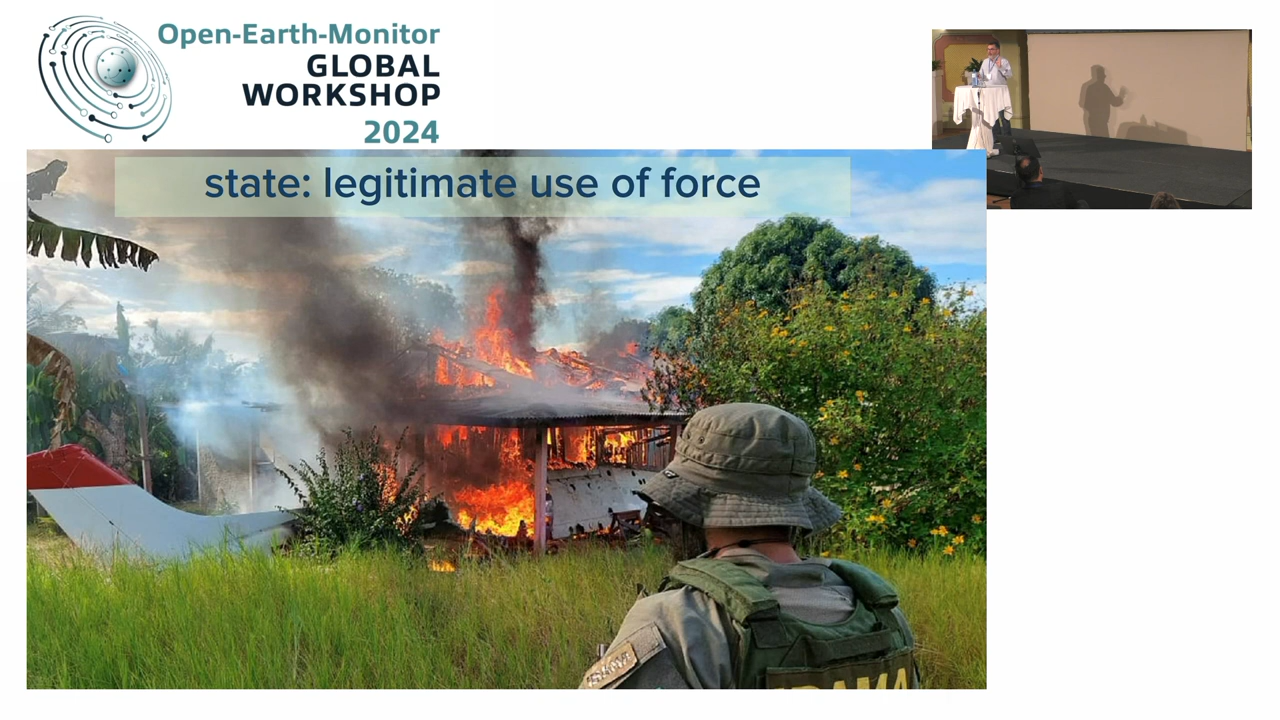 Open-Earth-Monitor
GLOBAL
WORKSHOP
2024
state: legitimate use of force